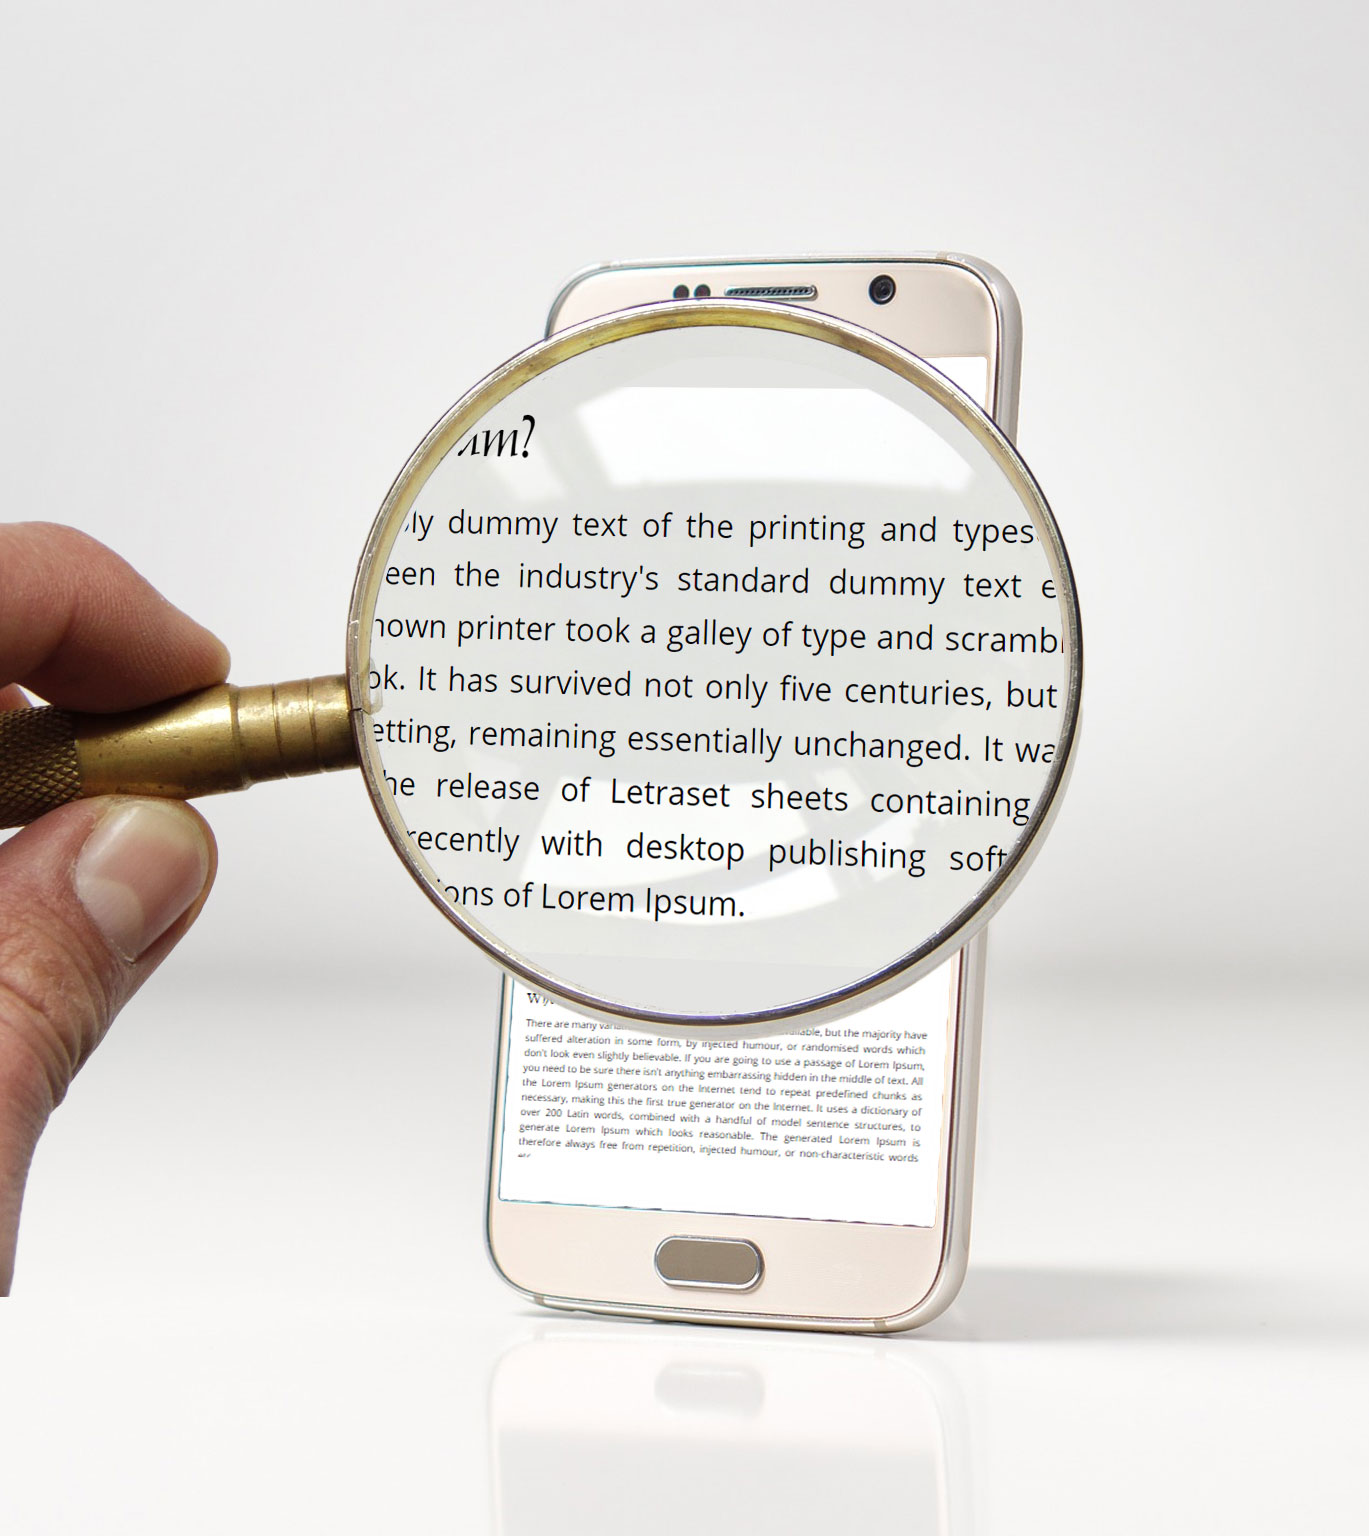 um?
ly dummy text of the printing and types
een the industry's standard dummy text e
nown printer took a galley of type and scrambl
ok. It has survived not only five centuries, but
etting, remaining essentially unchanged. It wa
he release of Letraset sheets containing
recently with desktop publishing soft
ions of Lorem Ipsum.
There are many but the majority have
suffered alteration in some form, by injected humour, or randomised words which
don't look even slightly believable. If you are going to use a passage of Lorem Ipsum,
you need to be sure there isn't anything embarrassing hidden in the middle of text. All
the Lorem Ipsum generators on the Internet tend to repeat predefined chunks as
necessary, making this the first true generator on the Internet. It uses a dictionary of
over 200 Latin words, combined with a handful of model sentence structures, to
generate Lorem Ipsum which looks reasonable. The generated Lorem Ipsum is
therefore always free from repetition, injected humour, or non-characteristic words